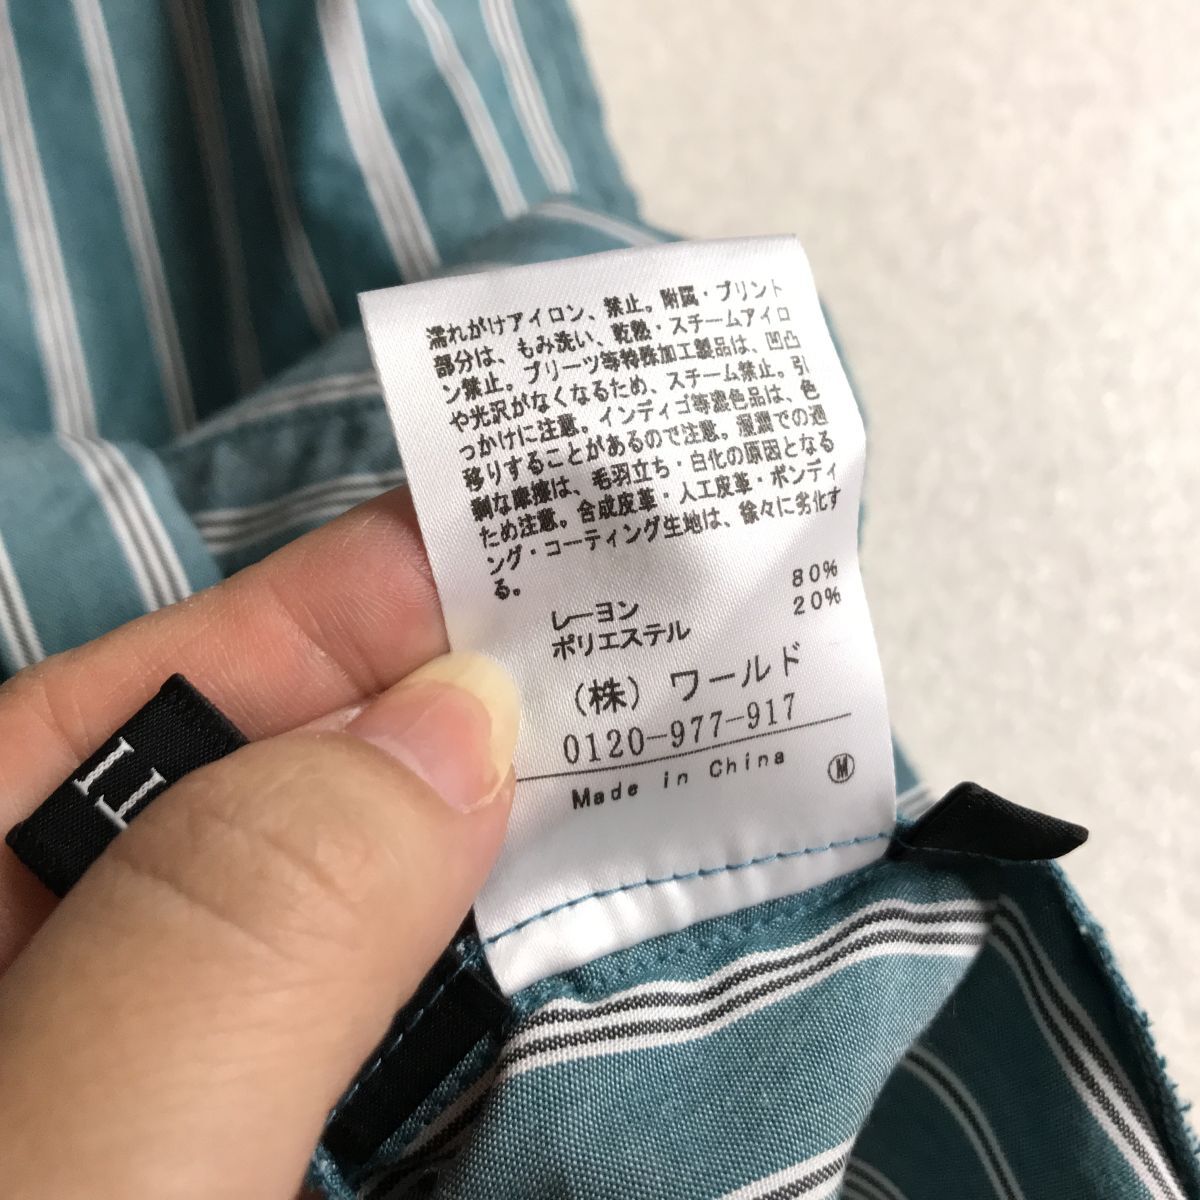 濡れがけアイロン、禁止。附属・プリント
部分は、もみ洗い、乾熱・スチームアイロ
ン禁止。プリーツ等特殊加工製品は、凹凸
や光沢がなくなるため、スチーム禁止。引
っかけに注意。インディゴ等濃色品は、色
移りすることがあるので注意。湿潤での過
剰な摩擦は、毛羽立ち・白化の原因となる
ため注意。合成皮革・人工皮革・ボンディ
ング・コーティング生地は、徐々に劣化す
る。
レーヨン 80%
ポリエステル 20%
(株) ワールド
0120-977-917
Made in China Ⓜ